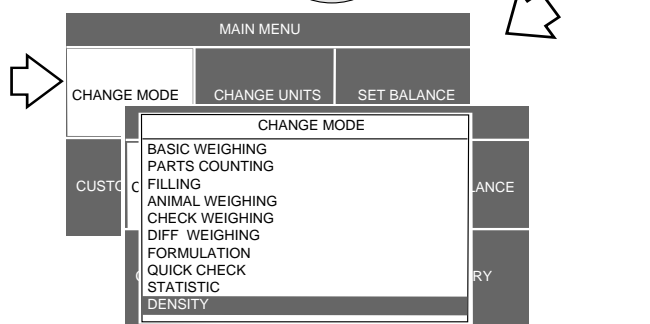 MAIN MENU
CHANGE MODE CHANGE UNITS SET BALANCE
CHANGE MODE
BASIC WEIGHING
PARTS COUNTING
FILLING
ANIMAL WEIGHING
CHECK WEIGHING
DIFF WEIGHING
FORMULATION
QUICK CHECK
STATISTIC
DENSITY